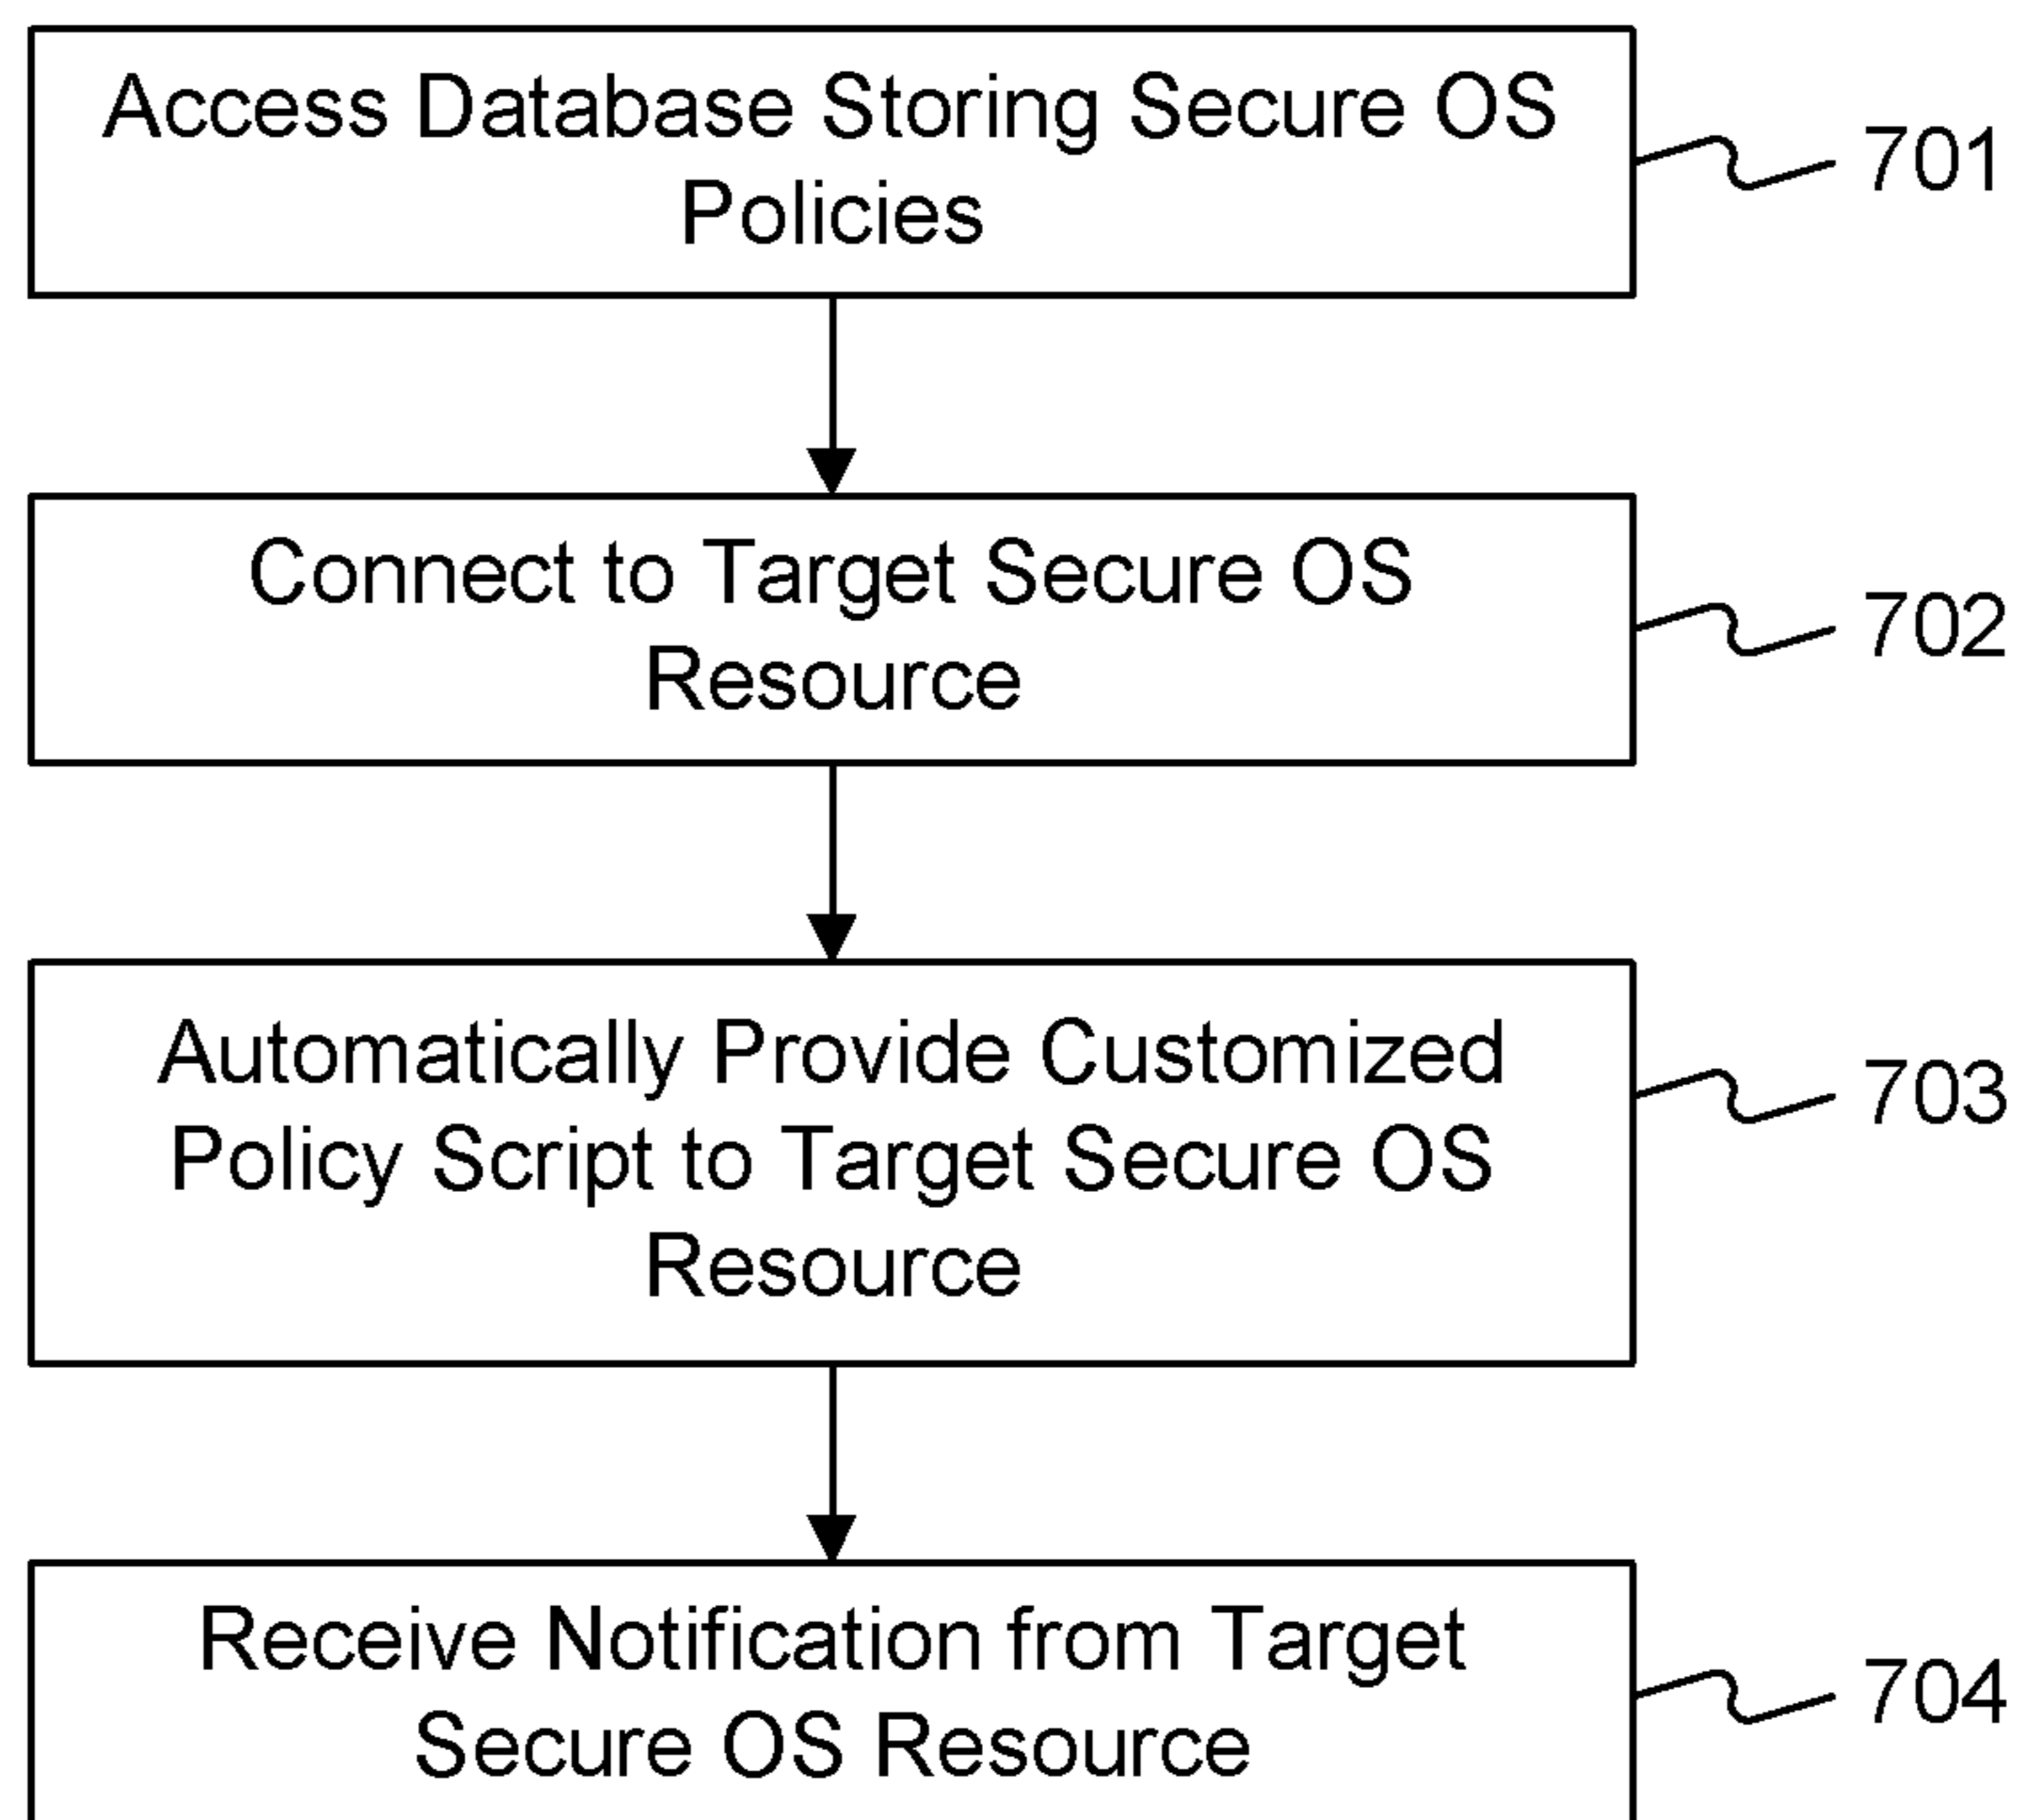 Access Database Storing Secure OS
Policies
701
Connect to Target Secure OS
Resource
702
Automatically Provide Customized
Policy Script to Target Secure OS
Resource
703
Receive Notification from Target
Secure OS Resource
704